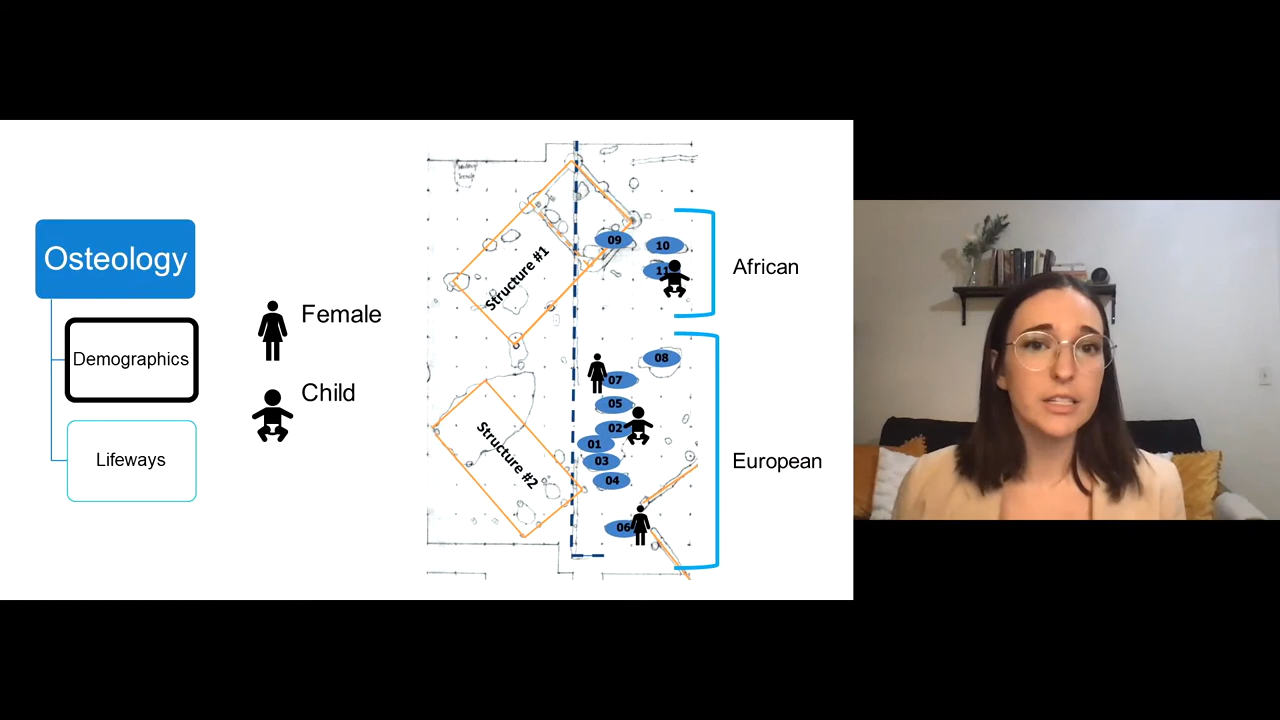 Osteology
Demographics
Lifeways
Female
Child
Structure #1
Structure #2
09
10
11
08
07
05
02
01
03
04
06
African
European